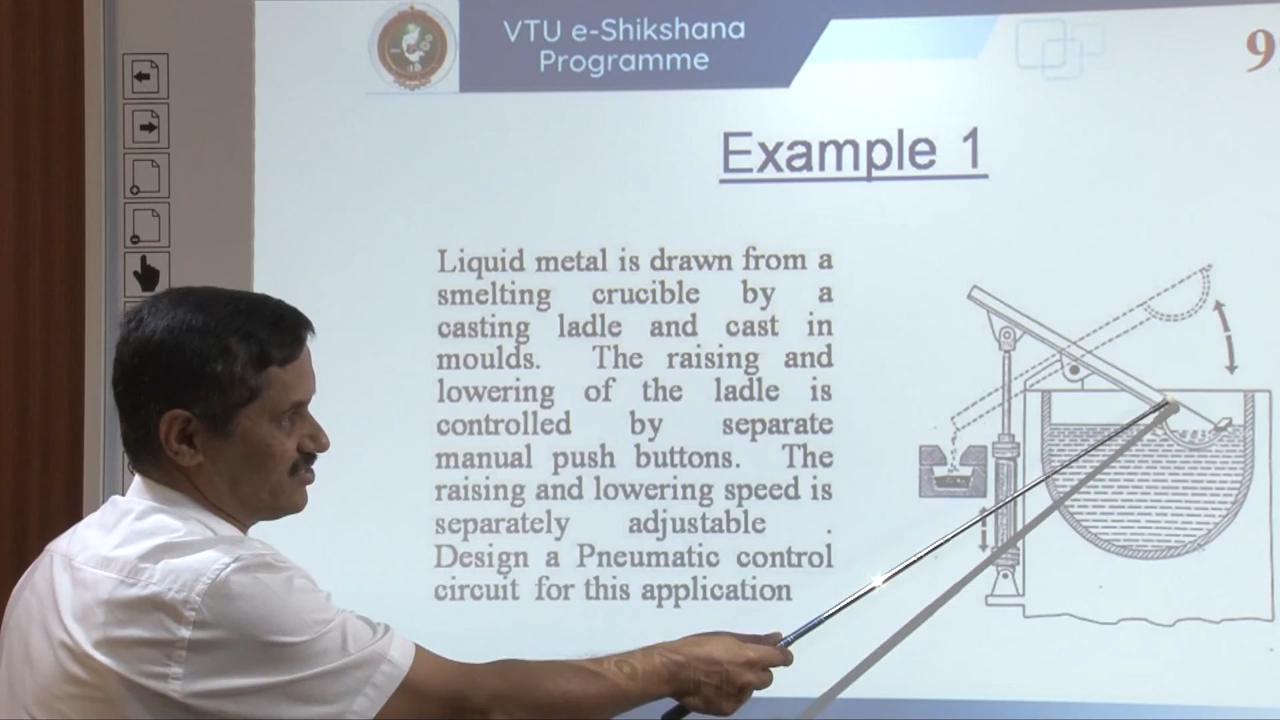 VTU e-Shikshana
Programme
9
Example 1
Liquid metal is drawn from a
smelting crucible by a
casting ladle and cast in
moulds. The raising and
lowering of the ladle is
controlled by separate
manual push buttons. The
raising and lowering speed is
separately adjustable .
Design a Pneumatic control
circuit for this application